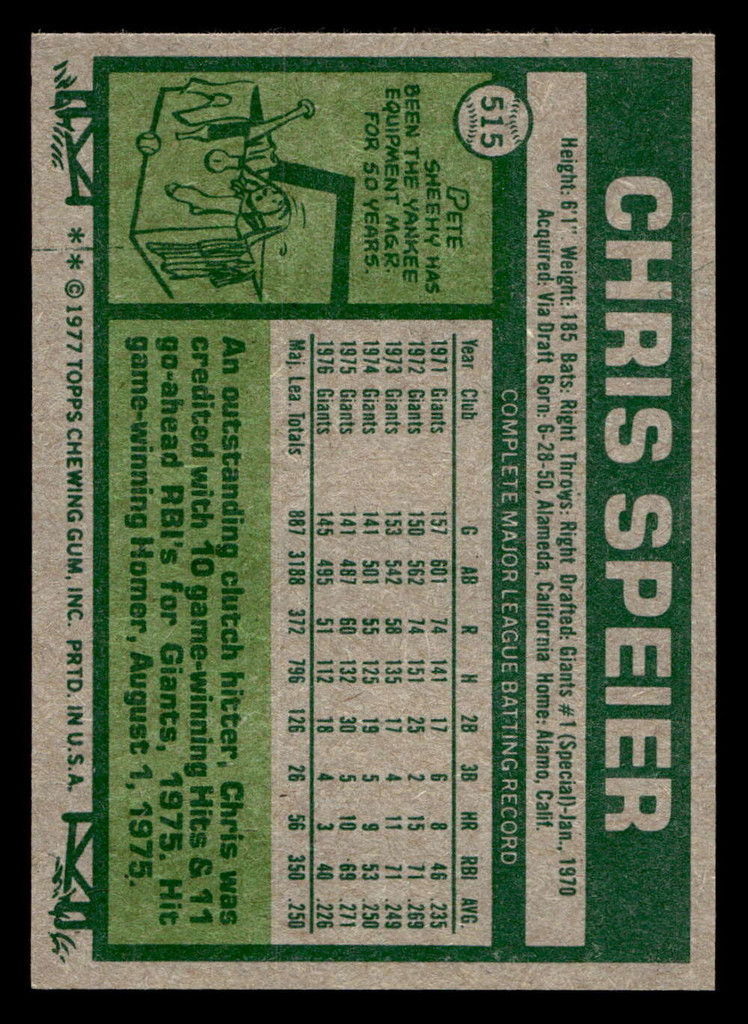 515
CHRIS SPEIER
Height: 6'1" Weight: 185 Bats: Right Throws: Right Drafted: Giants #1 (Special)-Jan., 1970
Acquired: Via Draft Born: 6-28-50, Alameda, California Home: Alamo, Calif.
COMPLETE MAJOR LEAGUE BATTING RECORD
PETE
SHEEHY HAS
BEEN THE YANKEE
EQUIPMENT MGR.
FOR 50 YEARS.
Year Club G AB R H 2B 3B HR RBI AVG.
1971 Giants 157 601 74 141 17 6 8 46 .235
1972 Giants 150 562 74 151 25 2 15 71 .269
1973 Giants 153 542 58 135 17 4 11 71 .249
1974 Giants 141 501 55 125 19 5 9 53 .250
1975 Giants 141 487 60 132 30 5 10 69 .271
1976 Giants 145 495 51 112 18 4 3 40 .226
Maj. Lea. Totals 887 3188 372 796 126 26 56 350 .250
An outstanding clutch hitter, Chris was
credited with 10 game-winning Hits & 11
go-ahead RBI's for Giants, 1975. Hit
game-winning Homer, August 1, 1975.
** © 1977 TOPPS CHEWING GUM, INC. PRTD. IN U.S.A.